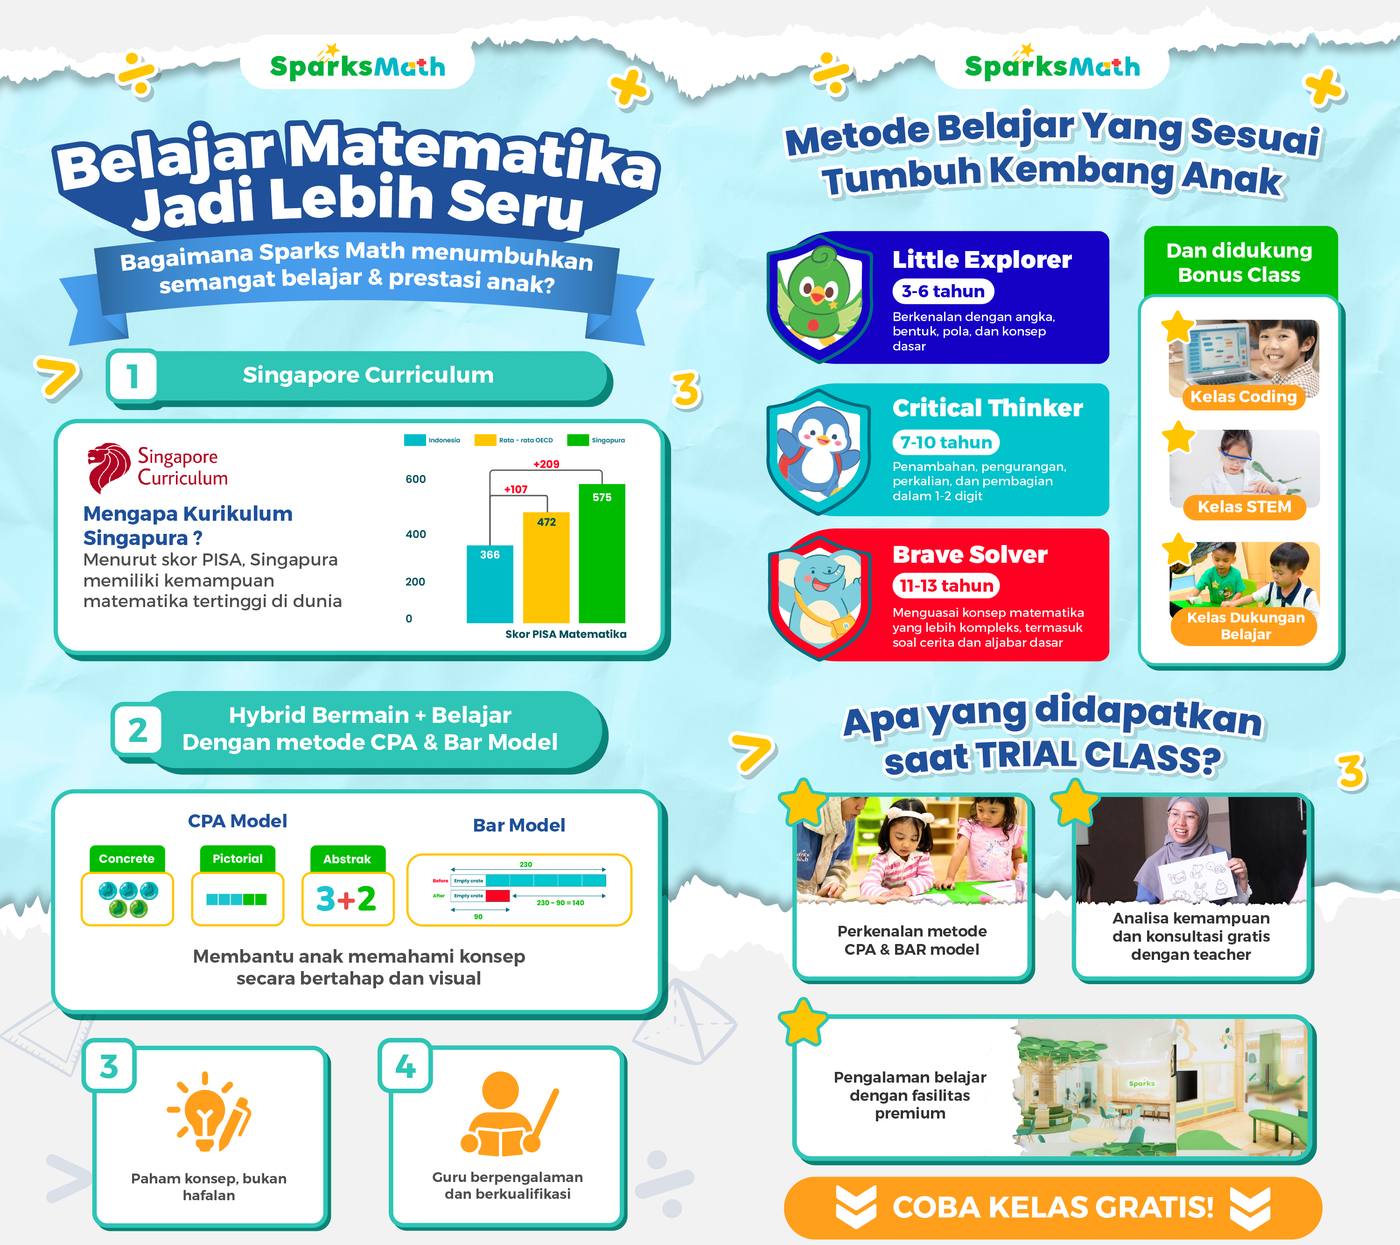 SparksMath
Belajar Matematika
Jadi Lebih Seru
Bagaimana Sparks Math menumbuhkan
semangat belajar & prestasi anak?
1
Singapore Curriculum
3
Singapore
Curriculum
Mengapa Kurikulum
Singapura ?
Menurut skor PISA, Singapura
memiliki kemampuan
matematika tertinggi di dunia
Indonesia
Rata - rata OECD
Singapura
600
400
200
0
+209
+107
366
472
575
Skor PISA Matematika
2
Hybrid Bermain + Belajar
Dengan metode CPA & Bar Model
CPA Model
Concrete
Pictorial
Abstrak
3+2
Bar Model
230
Before
Empty crate
After
Empty crate
230 - 90 = 140
90
Membantu anak memahami konsep
secara bertahap dan visual
3
Paham konsep, bukan
hafalan
4
Guru berpengalaman
dan berkualifikasi
SparksMath
Metode Belajar Yang Sesuai
Tumbuh Kembang Anak
Little Explorer
3-6 tahun
Berkenalan dengan angka,
bentuk, pola, dan konsep
dasar
Critical Thinker
7-10 tahun
Penambahan, pengurangan,
perkalian, dan pembagian
dalam 1-2 digit
Brave Solver
11-13 tahun
Menguasai konsep matematika
yang lebih kompleks, termasuk
soal cerita dan aljabar dasar
Dan didukung
Bonus Class
Kelas Coding
Kelas STEM
Kelas Dukungan
Belajar
Apa yang didapatkan
saat TRIAL CLASS?
3
Perkenalan metode
CPA & BAR model
Analisa kemampuan
dan konsultasi gratis
dengan teacher
Pengalaman belajar
dengan fasilitas
premium
Sparks
COBA KELAS GRATIS!